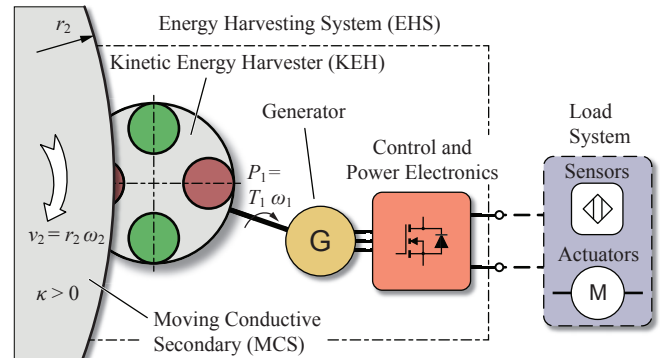 r2
Energy Harvesting System (EHS)
Kinetic Energy Harvester (KEH)
Generator
Load
System
Control and
Power Electronics
P1=
T1 ω1
Sensors
G
v2 = r2 ω2
Actuators
M
κ > 0
Moving Conductive
Secondary (MCS)